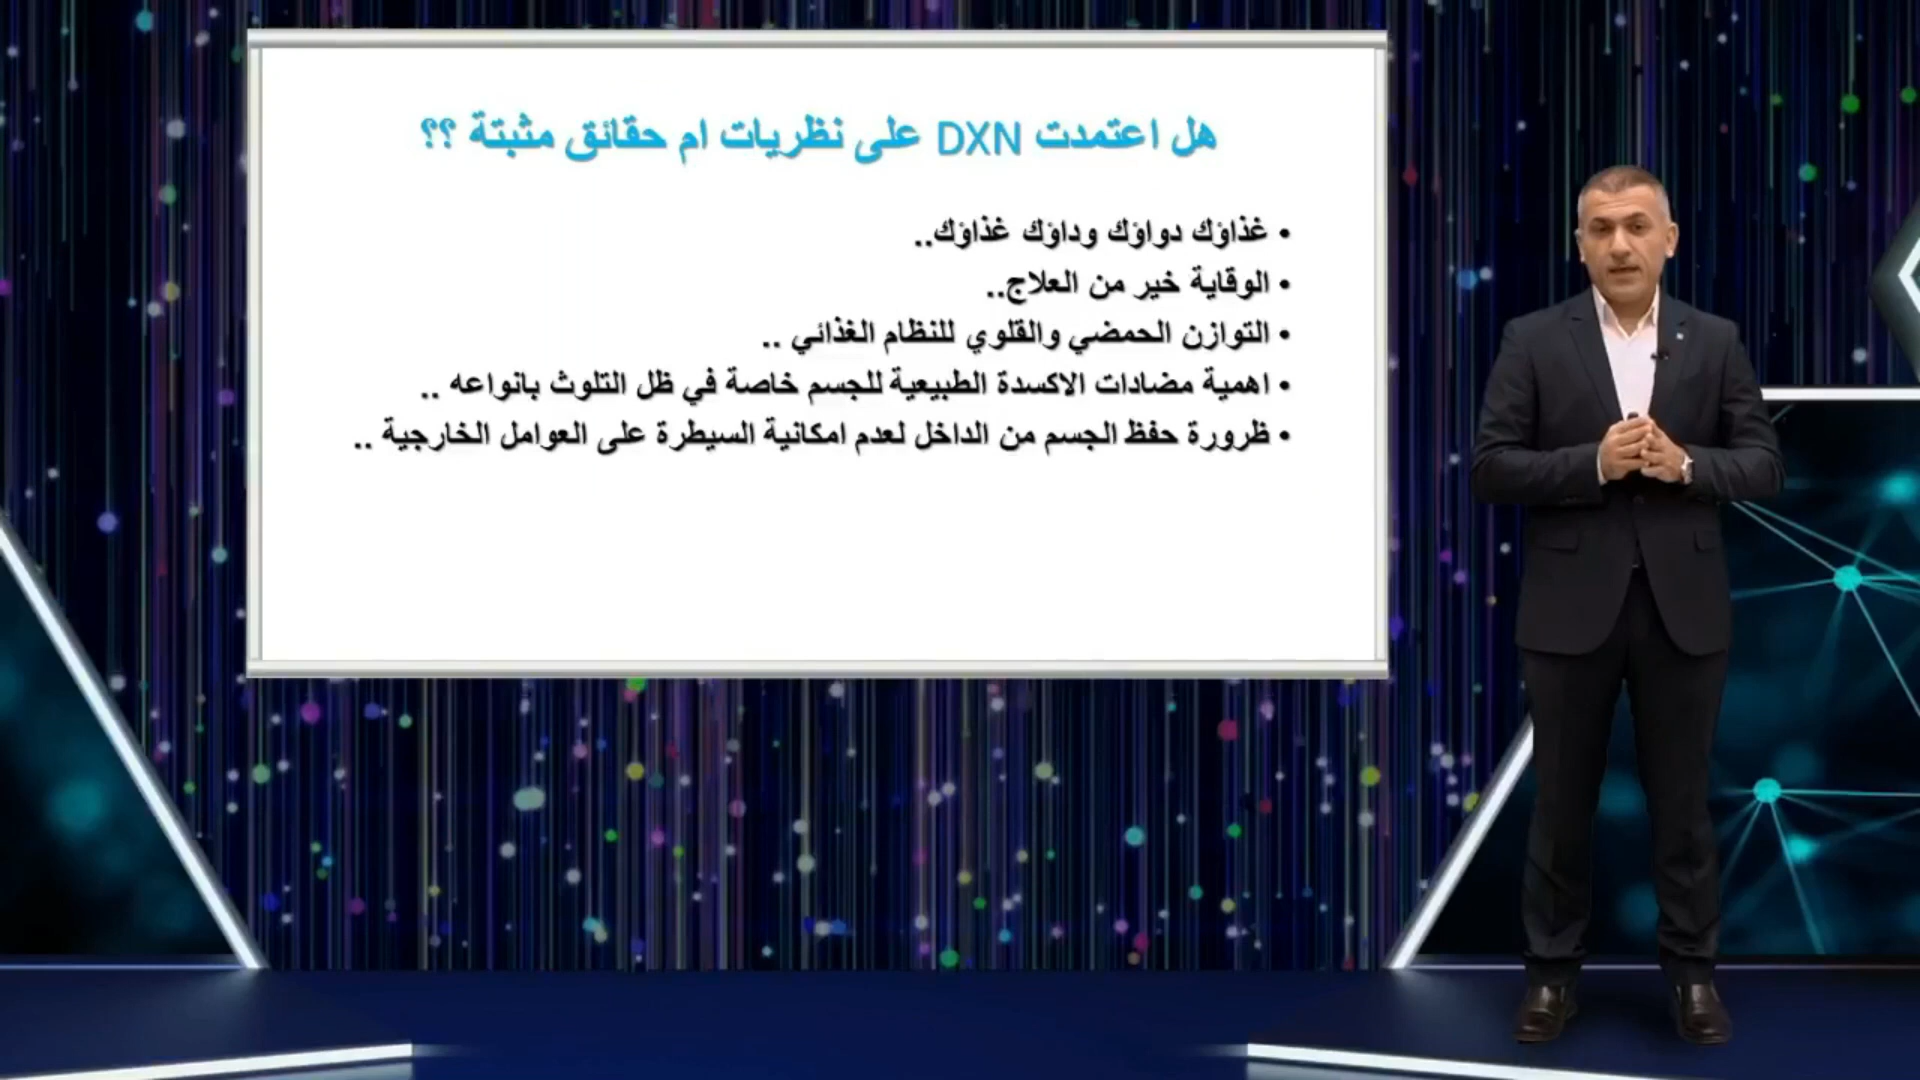 هل اعتمدت DXN على نظريات ام حقائق مثبتة ؟؟
• غذاؤك دواؤك وداؤك غذاؤك..
• الوقاية خير من العلاج..
• التوازن الحمضي والقلوي للنظام الغذائي ..
• اهمية مضادات الاكسدة الطبيعية للجسم خاصة في ظل التلوث بانواعه ..
• ظرورة حفظ الجسم من الداخل لعدم امكانية السيطرة على العوامل الخارجية ..